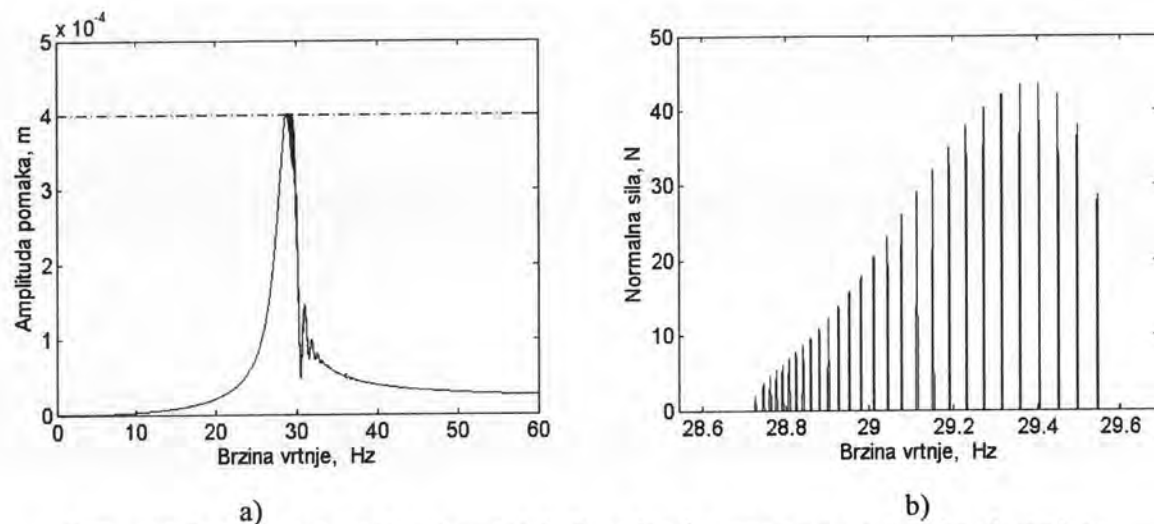 x 10-4
5
4
3
2
1
0
Amplituda pomaka, m
0 10 20 30 40 50 60
Brzina vrtnje, Hz
a)
50
40
30
20
10
0
Normalna sila, N
28.6 28.8 29 29.2 29.4 29.6
Brzina vrtnje, Hz
b)